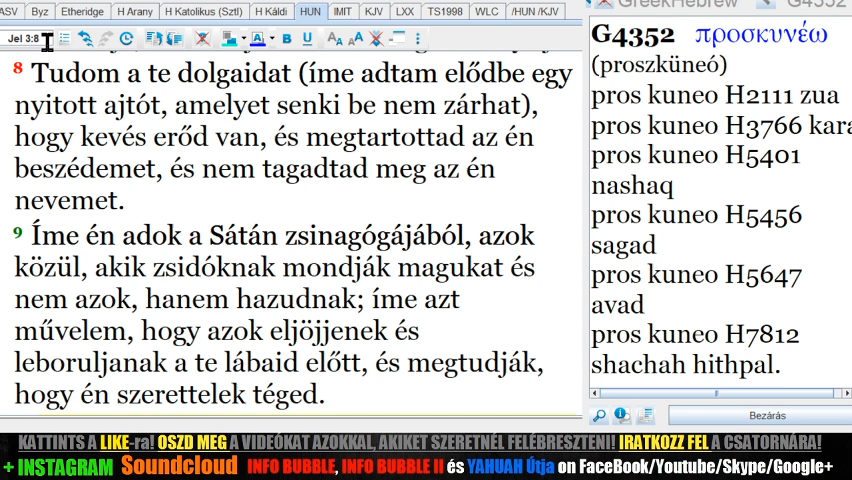 ASV Byz Etheridge H Arany H Katolikus (Sztl) H Káldi HUN IMIT KJV LXX TS1998 WLC /HUN /KJV
Jel 3:8
8 Tudom a te dolgaidat (íme adtam elődbe egy
nyitott ajtót, amelyet senki be nem zárhat),
hogy kevés erőd van, és megtartottad az én
beszédemet, és nem tagadtad meg az én
nevemet.
9 Íme én adok a Sátán zsinagógájából, azok
közül, akik zsidóknak mondják magukat és
nem azok, hanem hazudnak; íme azt
művelem, hogy azok eljöjjenek és
leboruljanak a te lábaid előtt, és megtudják,
hogy én szerettelek téged.
GreekHebrew G4352
G4352 προσκυνέω
(proszküneó)
pros kuneo H2111 zua
pros kuneo H3766 kara
pros kuneo H5401
nashaq
pros kuneo H5456
sagad
pros kuneo H5647
avad
pros kuneo H7812
shachah hithpal.
Bezárás
KATTINTS A LIKE-ra! OSZD MEG A VIDEÓKAT AZOKKAL, AKIKET SZERETNÉL FELÉBRESZTENI! IRATKOZZ FEL A CSATORNÁRA!
+ INSTAGRAM Soundcloud INFO BUBBLE, INFO BUBBLE II és YAHUAH Útja on FaceBook/Youtube/Skype/Google+